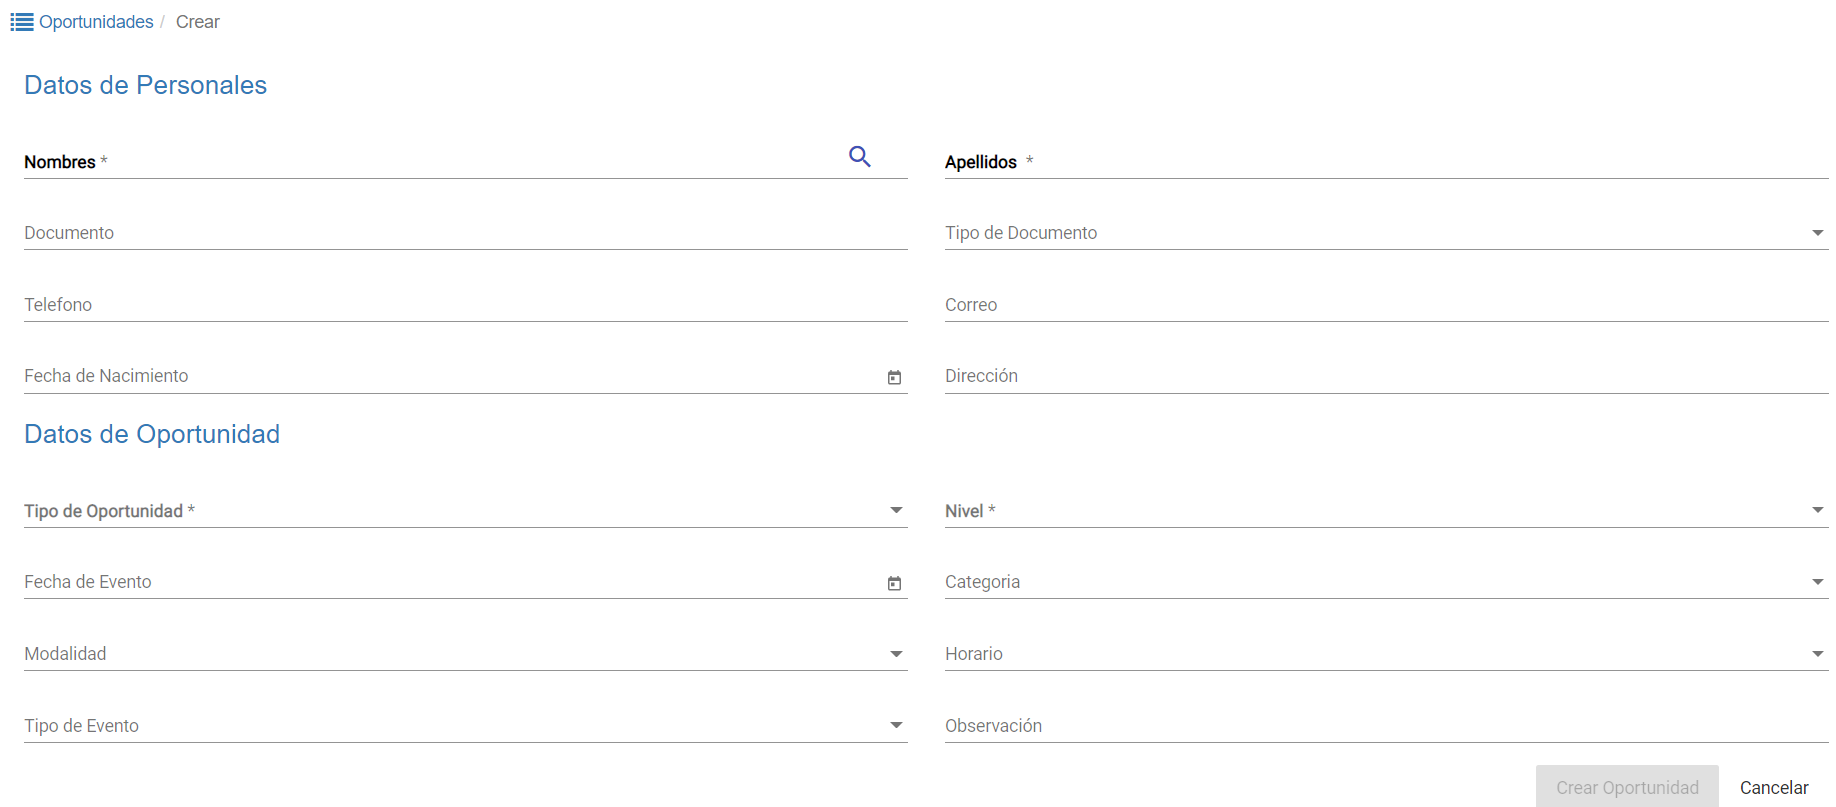 Oportunidades / Crear
Datos de Personales
Nombres * Apellidos *
Documento Tipo de Documento
Telefono Correo
Fecha de Nacimiento Dirección
Datos de Oportunidad
Tipo de Oportunidad * Nivel *
Fecha de Evento Categoria
Modalidad Horario
Tipo de Evento Observación
Crear Oportunidad Cancelar